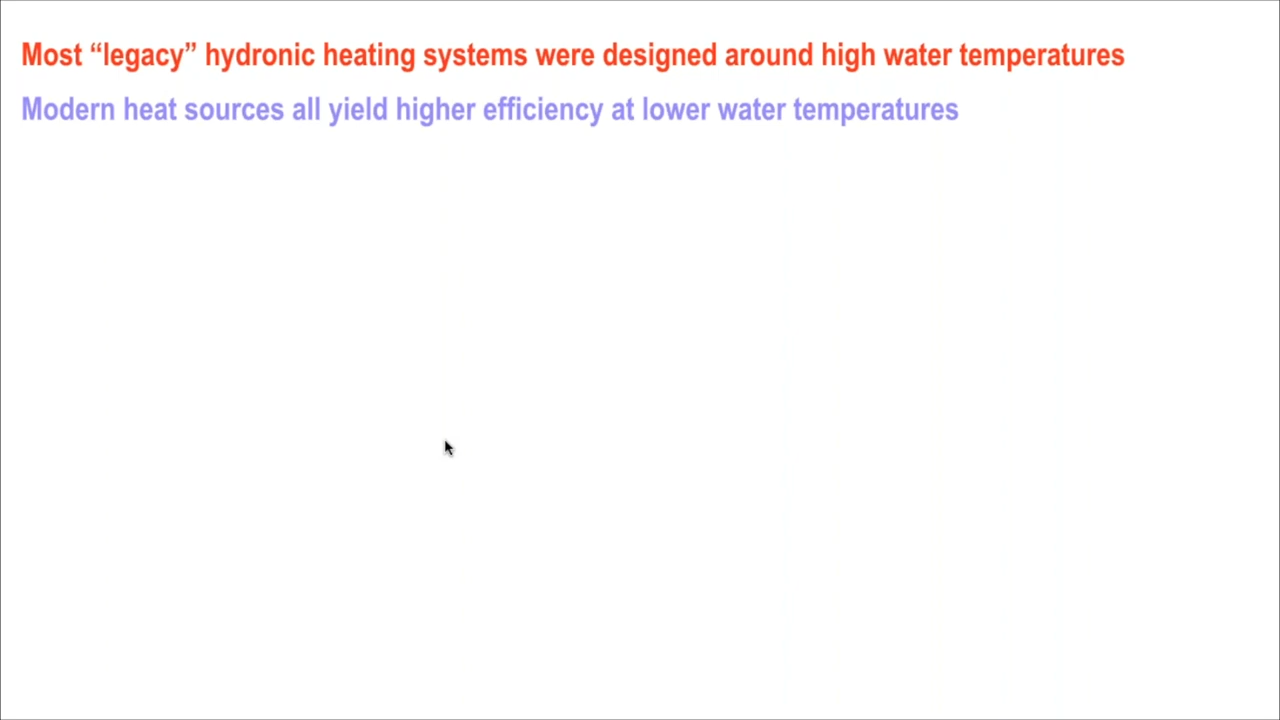 Most “legacy” hydronic heating systems were designed around high water temperatures
Modern heat sources all yield higher efficiency at lower water temperatures